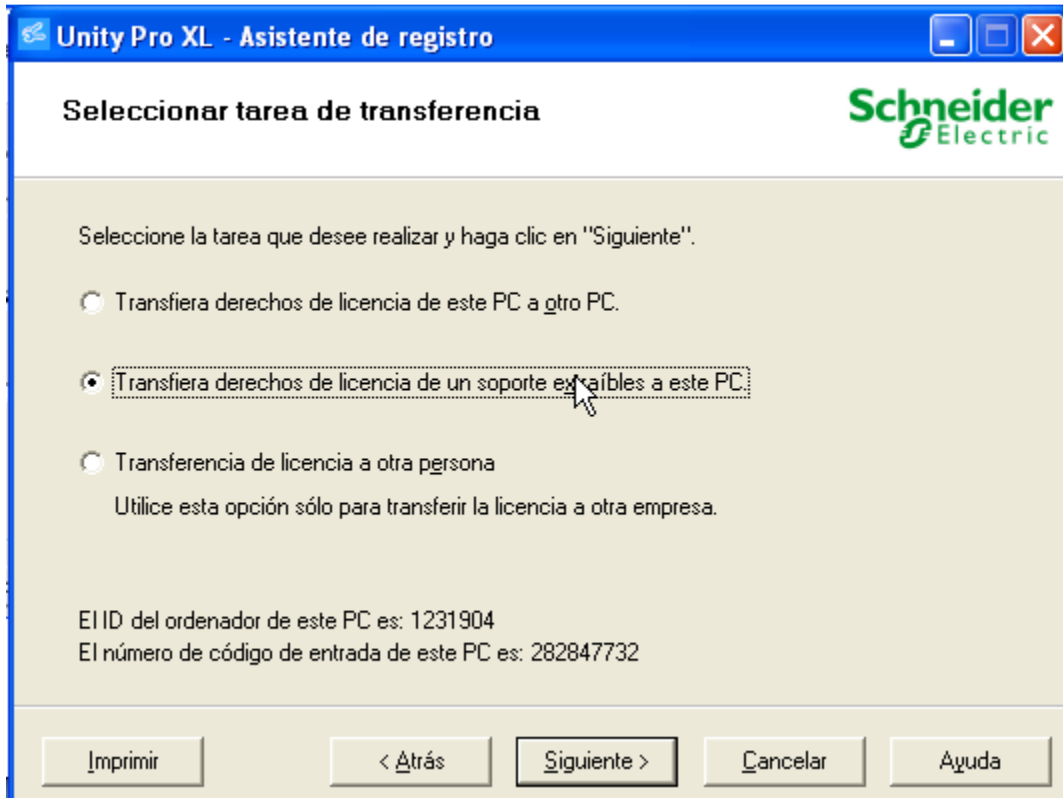 Unity Pro XL - Asistente de registro
Seleccionar tarea de transferencia
Schneider
Electric
Seleccione la tarea que desee realizar y haga clic en "Siguiente".
Transfiera derechos de licencia de este PC a otro PC.
Transfiera derechos de licencia de un soporte extraíbles a este PC.
Transferencia de licencia a otra persona
Utilice esta opción sólo para transferir la licencia a otra empresa.
El ID del ordenador de este PC es: 1231904
El número de código de entrada de este PC es: 282847732
Imprimir
< Atrás
Siguiente >
Cancelar
Ayuda